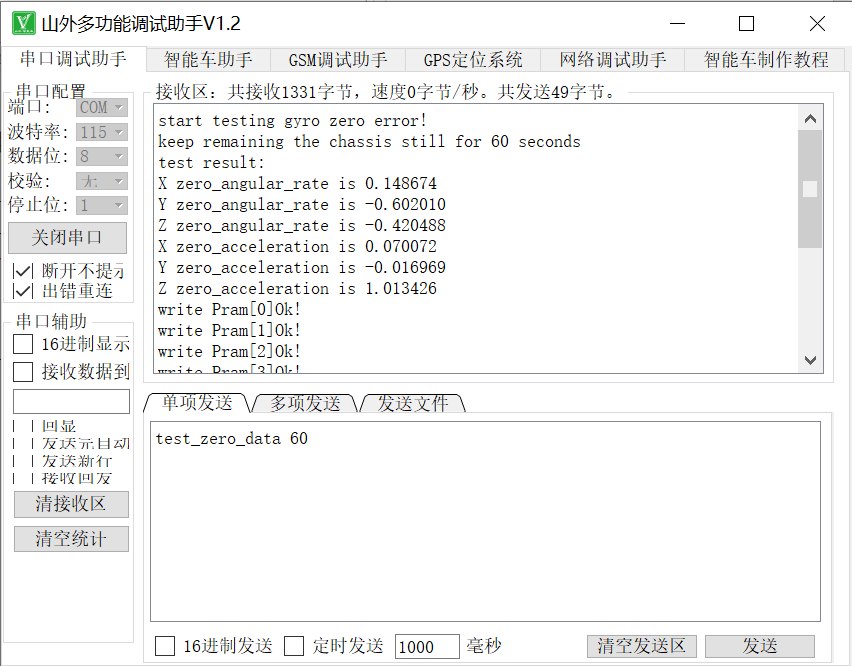 山外多功能调试助手V1.2
串口调试助手 智能车助手 GSM调试助手 GPS定位系统 网络调试助手 智能车制作教程
串口配置
端口: COM
波特率: 115
数据位: 8
校验: 无
停止位: 1
关闭串口
断开不提示
出错重连
串口辅助
16进制显示
接收数据到
回显
发送完自动
发送新行
接收回发
清接收区
清空统计
接收区: 共接收1331字节, 速度0字节/秒。共发送49字节。
start testing gyro zero error!
keep remaining the chassis still for 60 seconds
test result:
X zero_angular_rate is 0.148674
Y zero_angular_rate is -0.602010
Z zero_angular_rate is -0.420488
X zero_acceleration is 0.070072
Y zero_acceleration is -0.016969
Z zero_acceleration is 1.013426
write Pram[0]Ok!
write Pram[1]Ok!
write Pram[2]Ok!
write Pram[3]Ok!
单项发送 多项发送 发送文件
test_zero_data 60
16进制发送 定时发送 1000 毫秒 清空发送区 发送